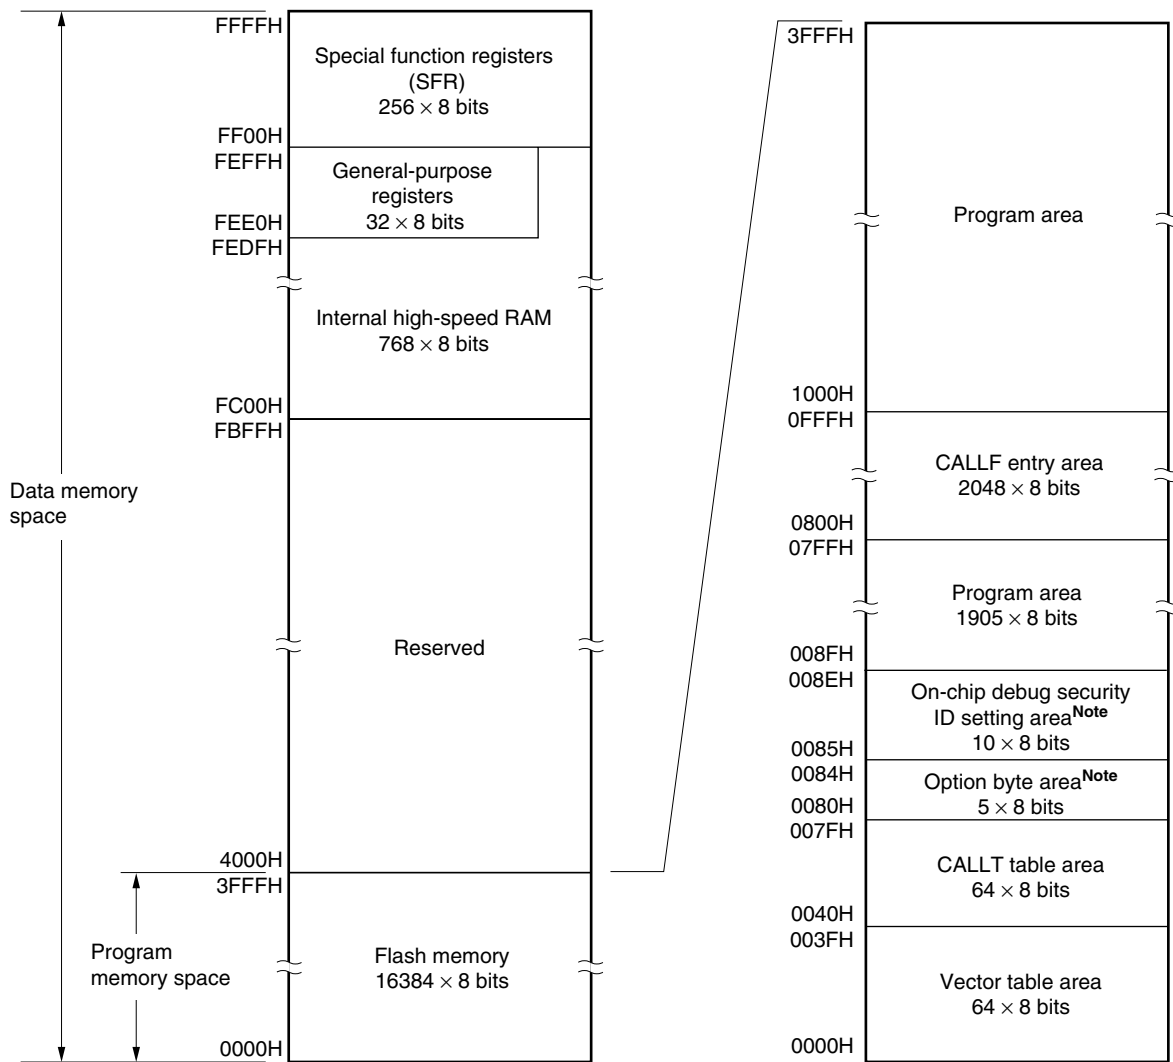 FFFFH
Special function registers
(SFR)
256 × 8 bits
FF00H
FEFFH
General-purpose
registers
32 × 8 bits
FEE0H
FEDFH
Internal high-speed RAM
768 × 8 bits
FC00H
FBFFH
Data memory
space
Reserved
4000H
3FFFH
Program
memory space
Flash memory
16384 × 8 bits
0000H
3FFFH
Program area
1000H
0FFFH
CALLF entry area
2048 × 8 bits
0800H
07FFH
Program area
1905 × 8 bits
008FH
008EH
On-chip debug security
ID setting areaNote
10 × 8 bits
0085H
0084H
Option byte areaNote
5 × 8 bits
0080H
007FH
CALLT table area
64 × 8 bits
0040H
003FH
Vector table area
64 × 8 bits
0000H